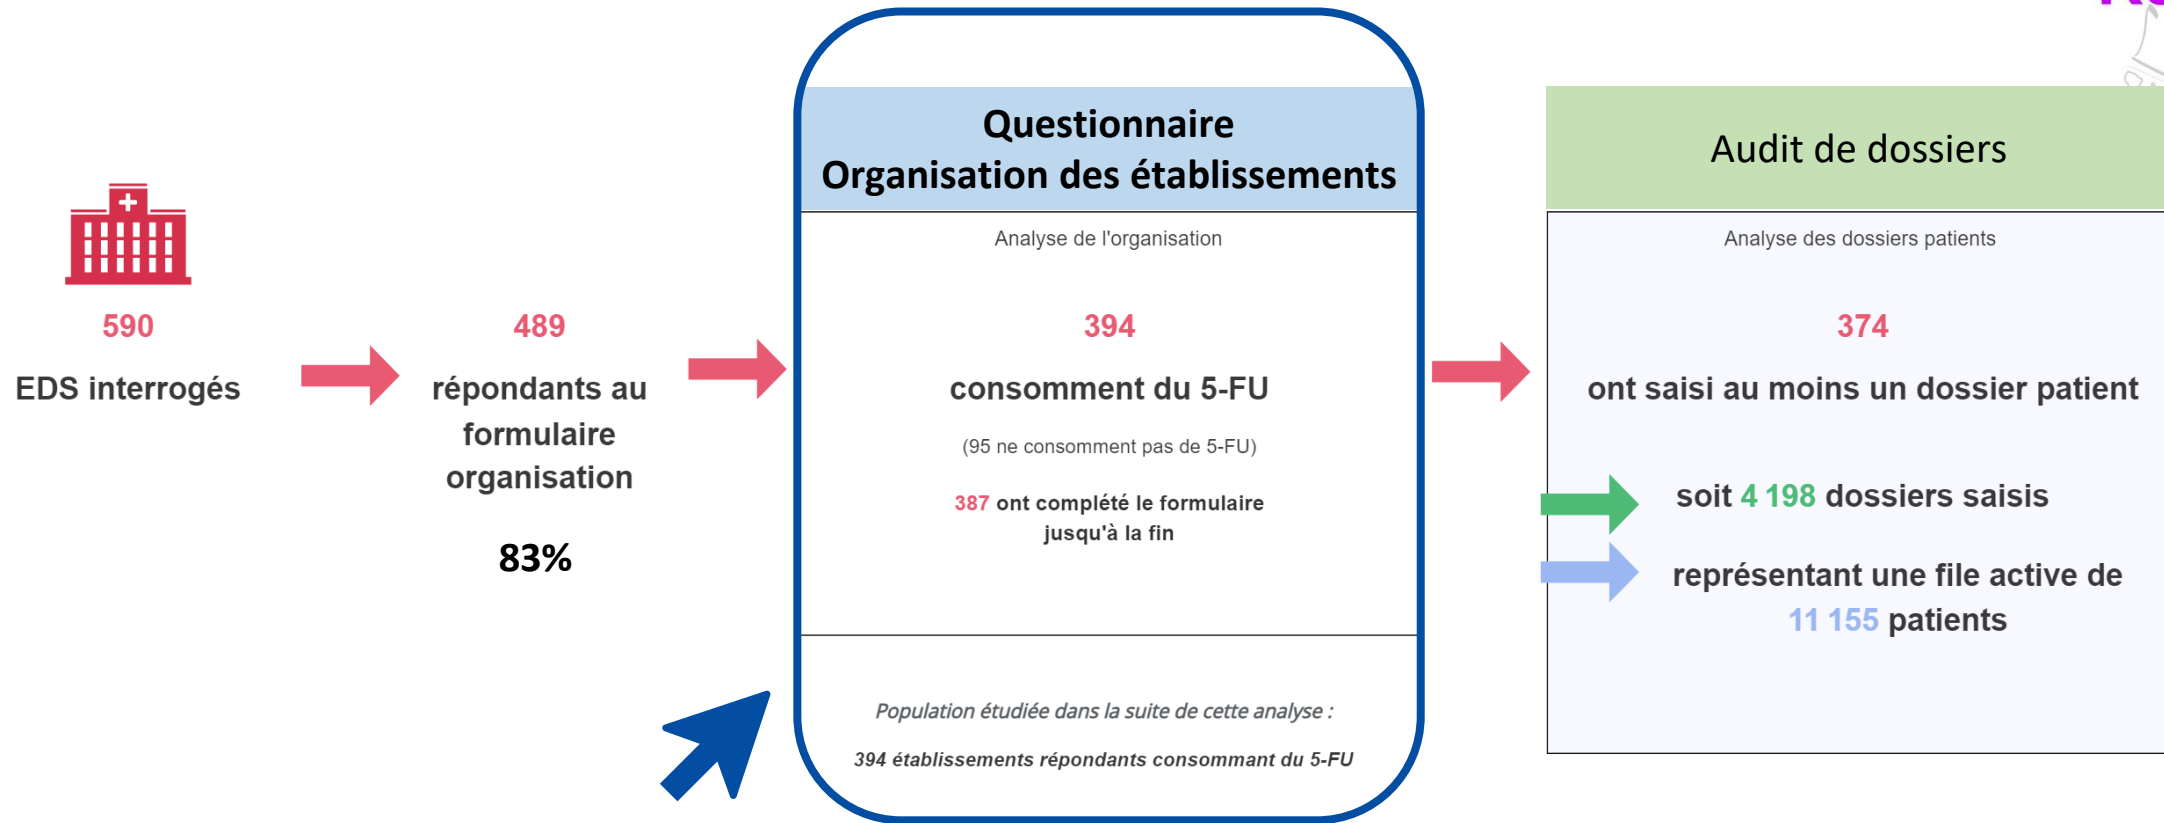 590
EDS interrogés
489
répondants au
formulaire
organisation
83%
Questionnaire
Organisation des établissements
Analyse de l'organisation
394
consomment du 5-FU
(95 ne consomment pas de 5-FU)
387 ont complété le formulaire
jusqu'à la fin
Population étudiée dans la suite de cette analyse :
394 établissements répondants consommant du 5-FU
Audit de dossiers
Analyse des dossiers patients
374
ont saisi au moins un dossier patient
soit 4 198 dossiers saisis
représentant une file active de
11 155 patients